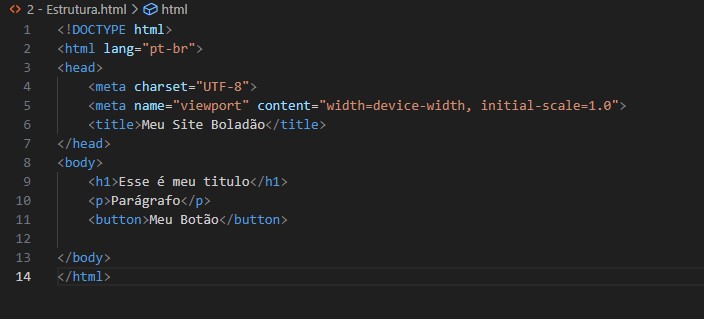 2 - Estrutura.html > html
1 <!DOCTYPE html>
2 <html lang="pt-br">
3 <head>
4     <meta charset="UTF-8">
5     <meta name="viewport" content="width=device-width, initial-scale=1.0">
6     <title>Meu Site Boladão</title>
7 </head>
8 <body>
9     <h1>Esse é meu titulo</h1>
10     <p>Parágrafo</p>
11     <button>Meu Botão</button>
12
13 </body>
14 </html>